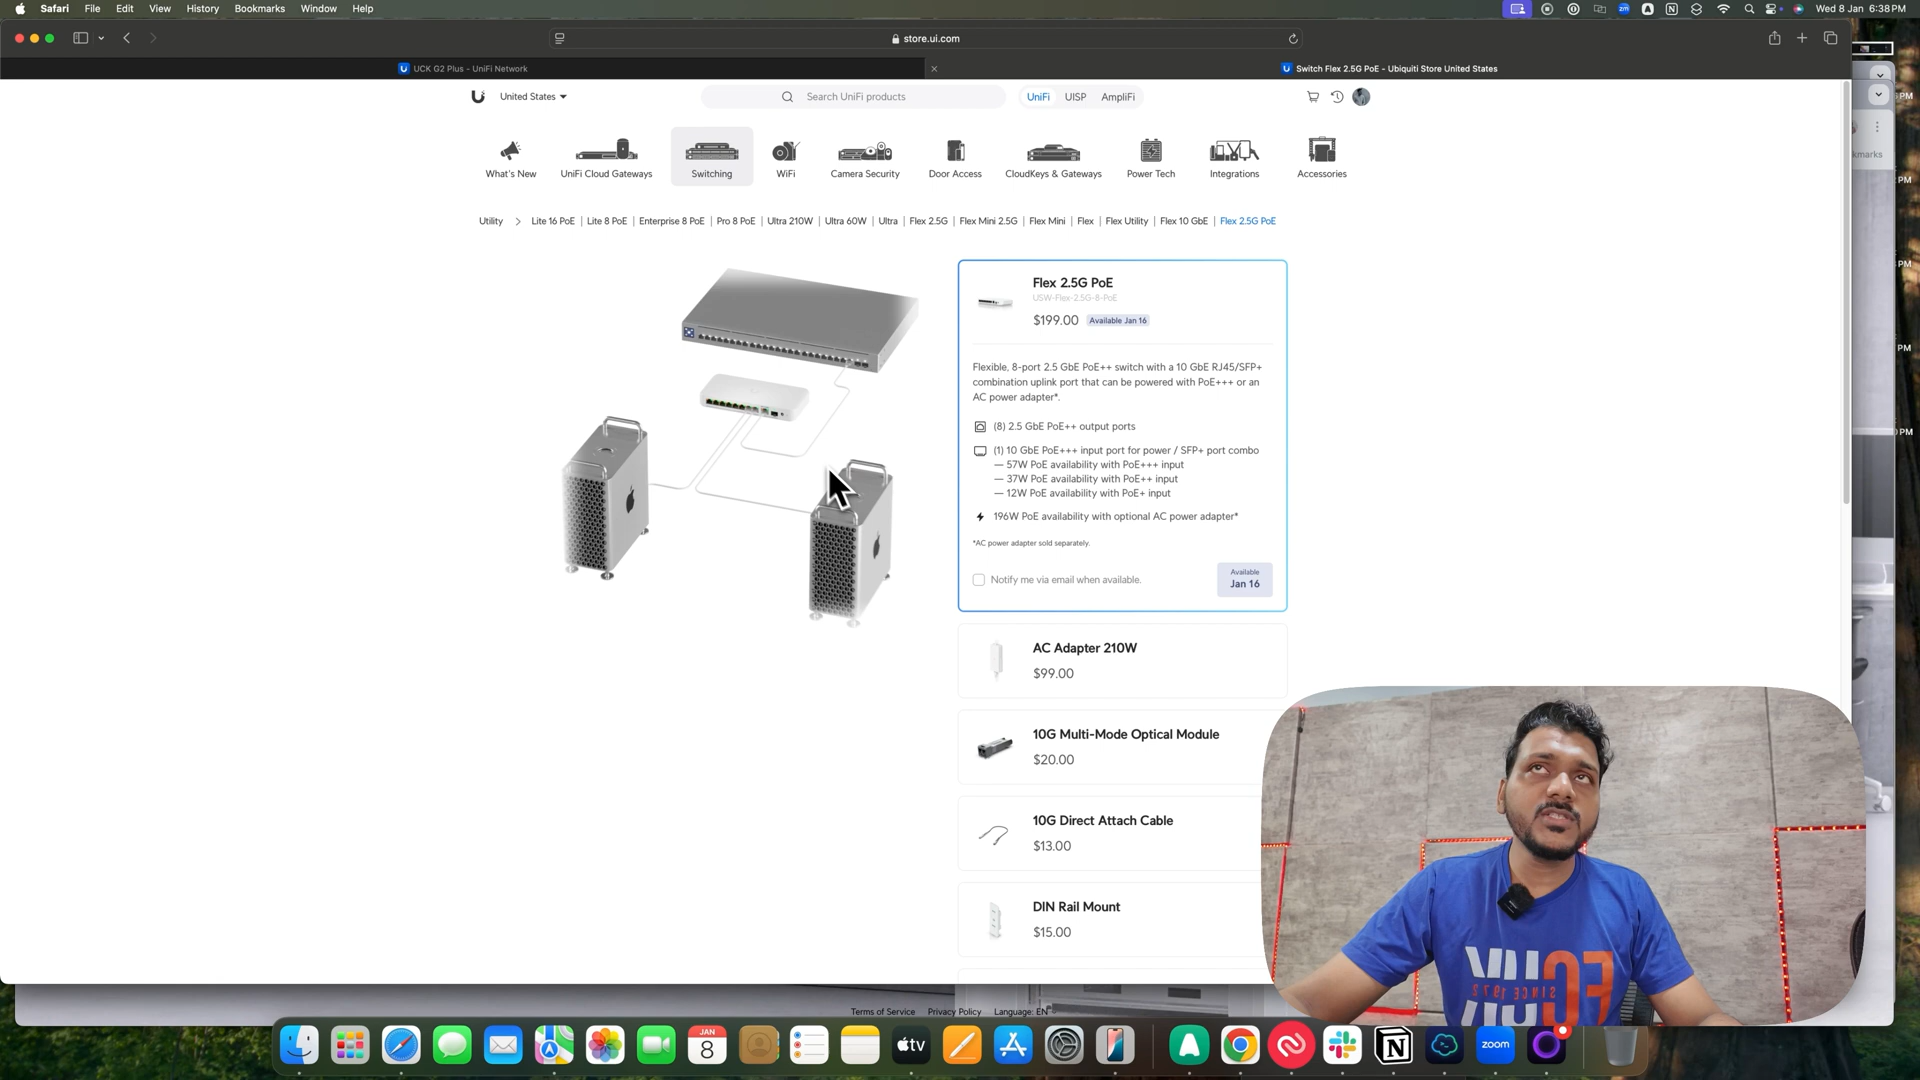 Safari File Edit View History Bookmarks Window Help
Wed 8 Jan 6:38 PM
store.ui.com
UCK G2 Plus - UniFi Network
Switch Flex 2.5G PoE - Ubiquiti Store United States
United States
Search UniFi products
UniFi UISP AmpliFi
What's New UniFi Cloud Gateways Switching WiFi Camera Security Door Access CloudKeys & Gateways Power Tech Integrations Accessories
Utility > Lite 16 PoE | Lite 8 PoE | Enterprise 8 PoE | Pro 8 PoE | Ultra 210W | Ultra 60W | Ultra | Flex 2.5G | Flex Mini 2.5G | Flex Mini | Flex | Flex Utility | Flex 10 GbE | Flex 2.5G PoE
Flex 2.5G PoE
USW-Flex-2.5G-8-PoE
$199.00 Available Jan 16
Flexible, 8-port 2.5 GbE PoE++ switch with a 10 GbE RJ45/SFP+
combination uplink port that can be powered with PoE+++ or an
AC power adapter*.
(8) 2.5 GbE PoE++ output ports
(1) 10 GbE PoE+++ input port for power / SFP+ port combo
— 57W PoE availability with PoE+++ input
— 37W PoE availability with PoE++ input
— 12W PoE availability with PoE+ input
196W PoE availability with optional AC power adapter*
*AC power adapter sold separately.
Notify me via email when available.
Available
Jan 16
AC Adapter 210W
$99.00
10G Multi-Mode Optical Module
$20.00
10G Direct Attach Cable
$13.00
DIN Rail Mount
$15.00
Terms of Service Privacy Policy Language: EN
JAN
8
tv
zoom
PM
PM
PM
PM
PM
kmarks
SINCE 1972